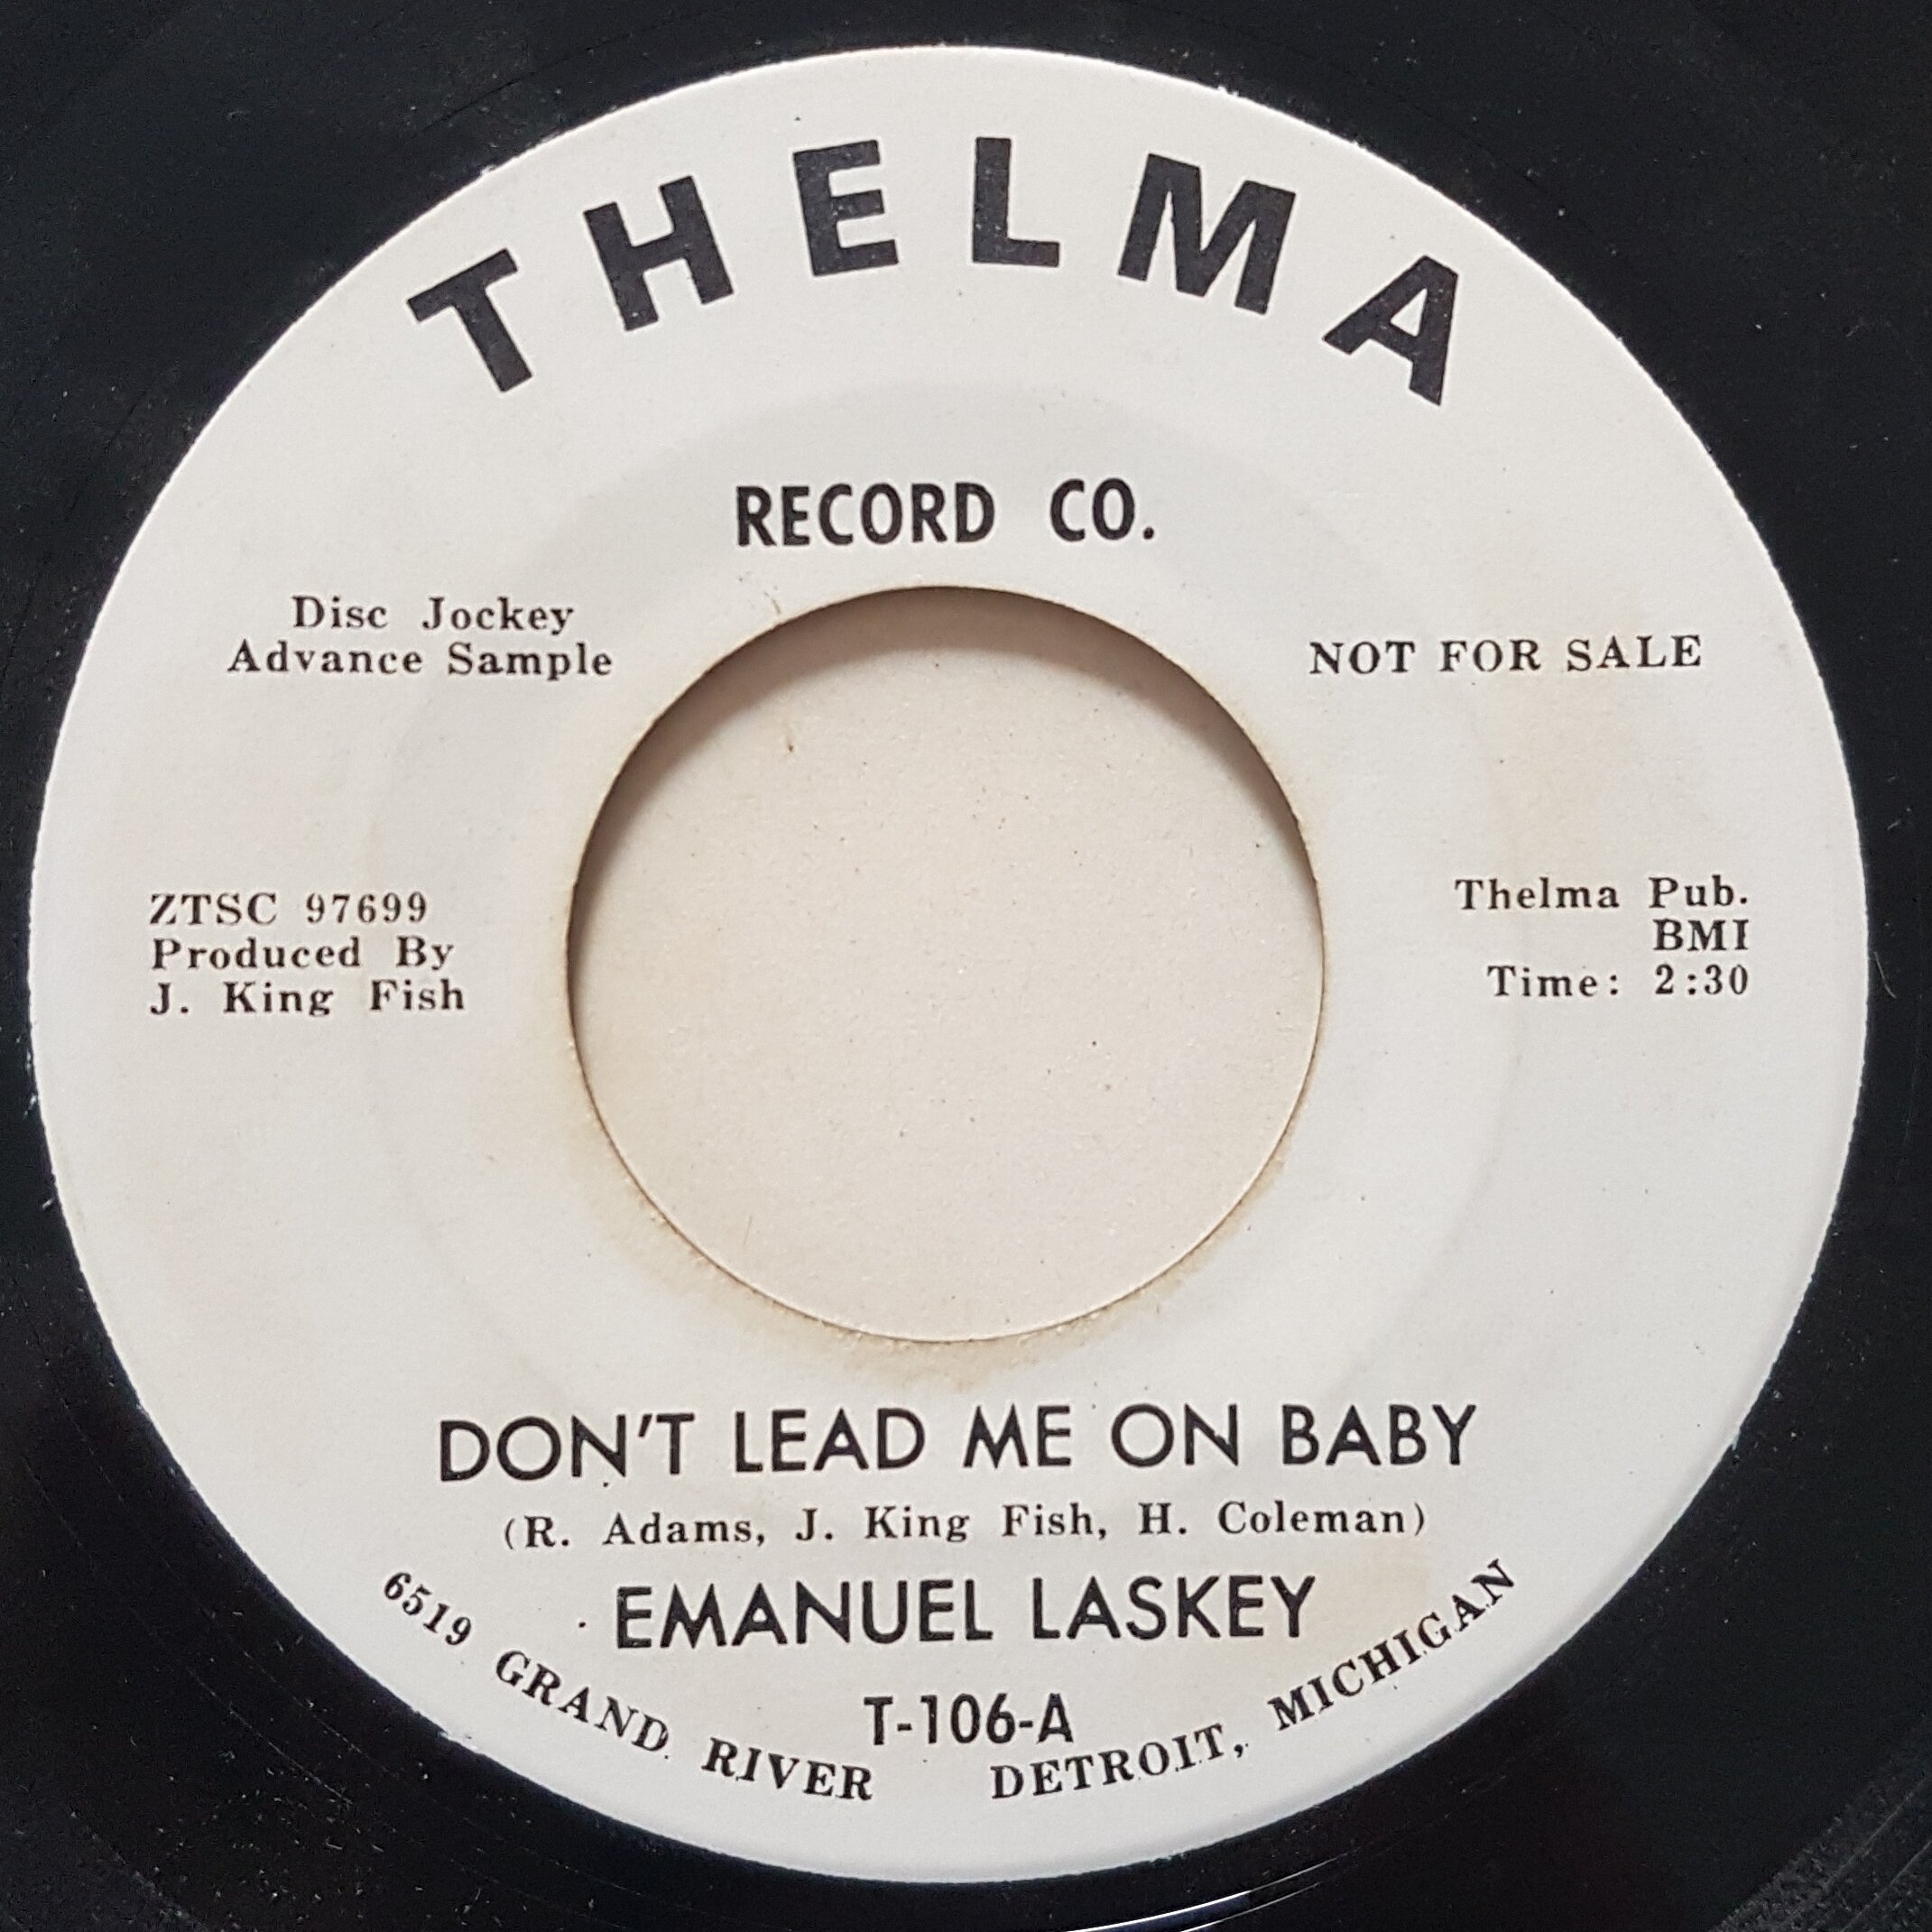 THELMA
RECORD CO.
Disc Jockey
Advance Sample
NOT FOR SALE
ZTSC 97699
Produced By
J. King Fish
Thelma Pub.
BMI
Time: 2:30
DON'T LEAD ME ON BABY
(R. Adams, J. King Fish, H. Coleman)
EMANUEL LASKEY
T-106-A
6519 GRAND RIVER DETROIT, MICHIGAN